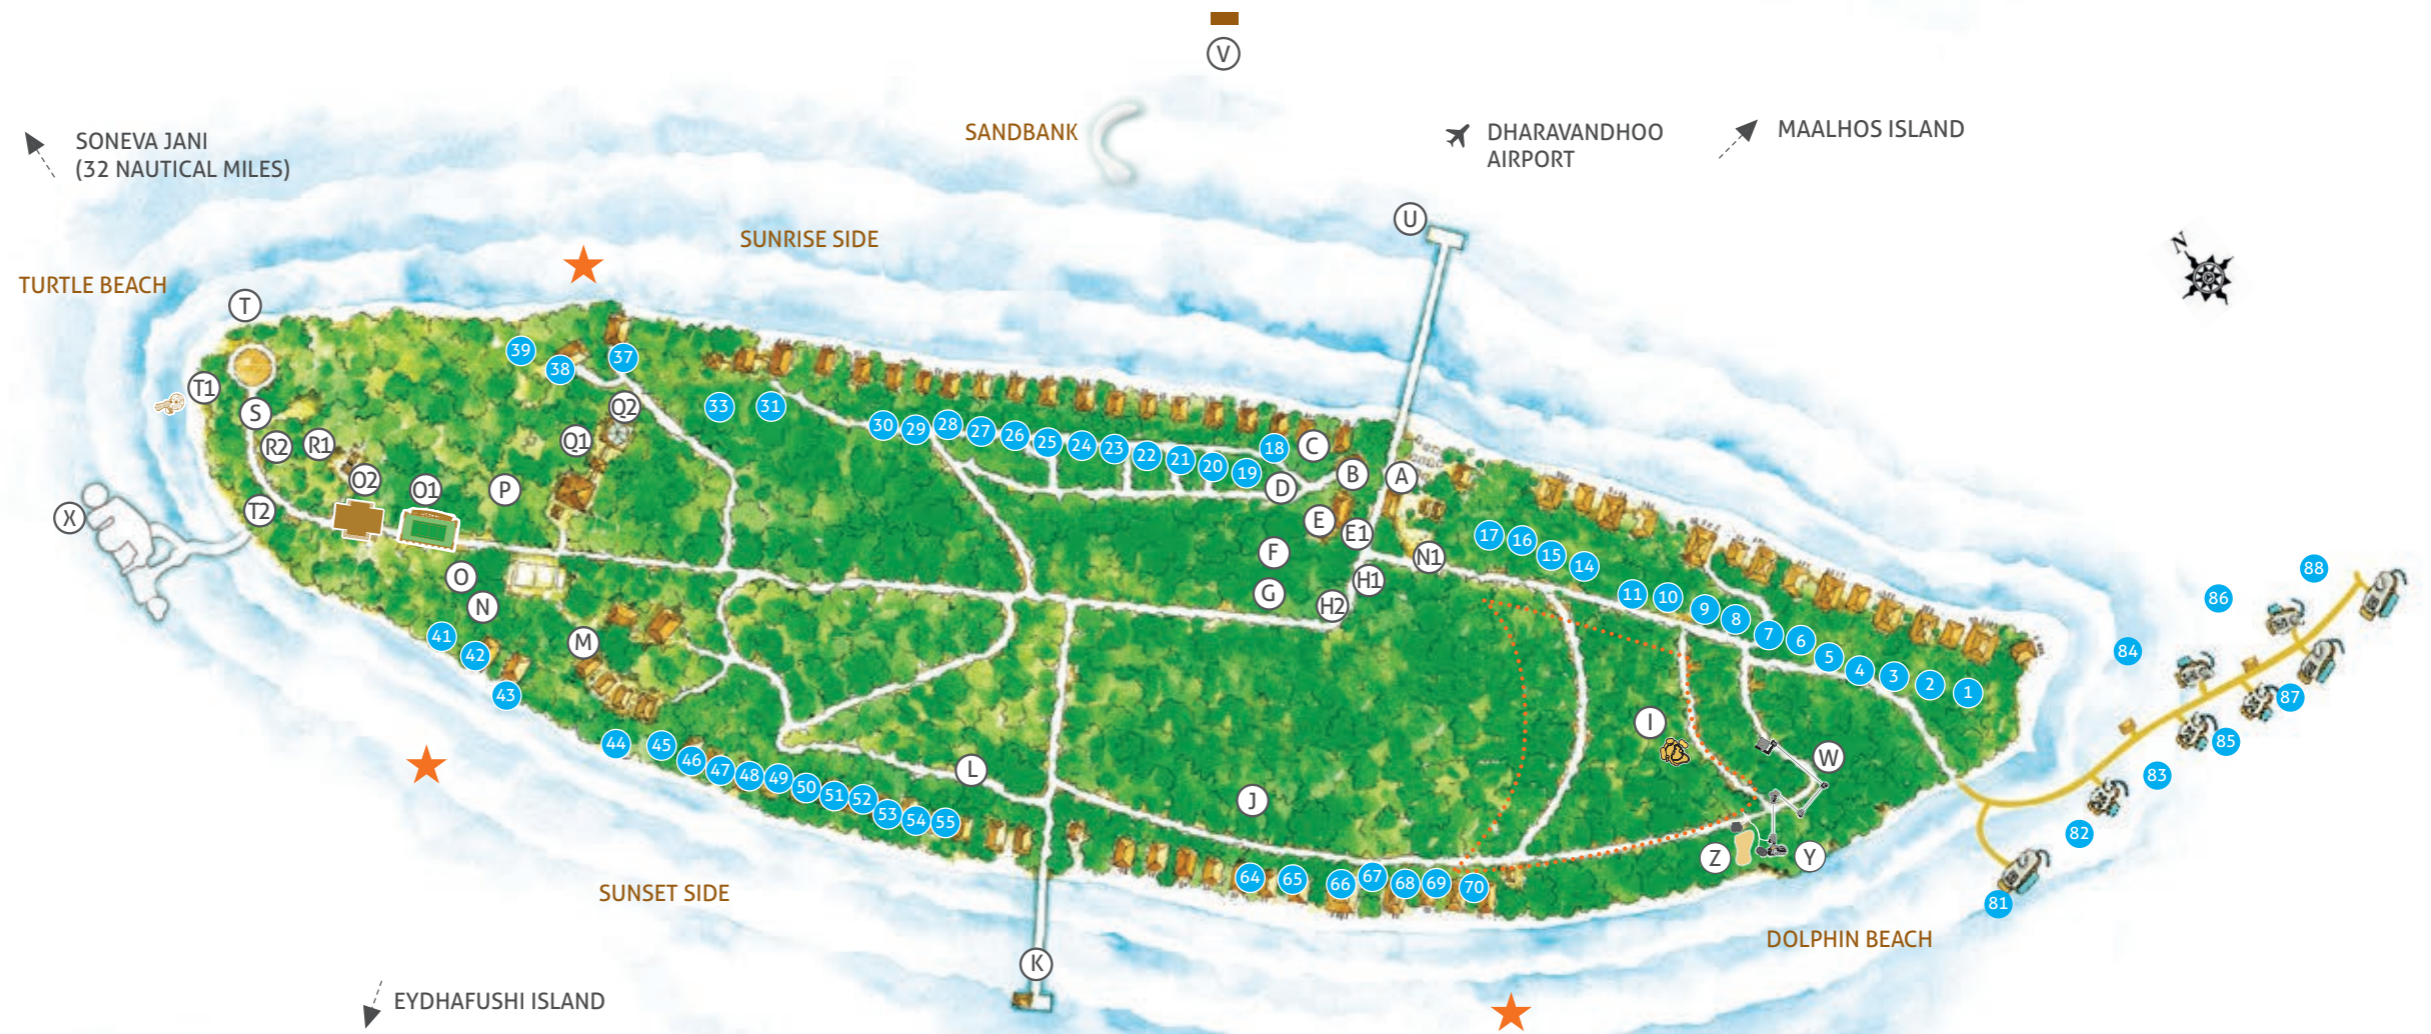 V
SONEVA JANI
(32 NAUTICAL MILES)
SANDBANK
DHARAVANDHOO
AIRPORT
MAALHOS ISLAND
U
SUNRISE SIDE
N
TURTLE BEACH
T
39
38
37
T1
S
Q2
33
31
30
29
28
27
26
25
24
23
22
21
20
19
18
C
R2
R1
Q1
O2
O1
P
D
B
A
X
T2
E
E1
F
N1
17
16
15
14
O
N
G
H1
H2
11
10
9
8
7
6
5
4
3
2
1
88
86
84
87
85
83
82
81
41
42
43
M
44
45
46
47
48
49
50
51
52
53
54
55
L
I
W
J
Z
Y
64
65
66
67
68
69
70
SUNSET SIDE
DOLPHIN BEACH
K
EYDHAFUSHI ISLAND